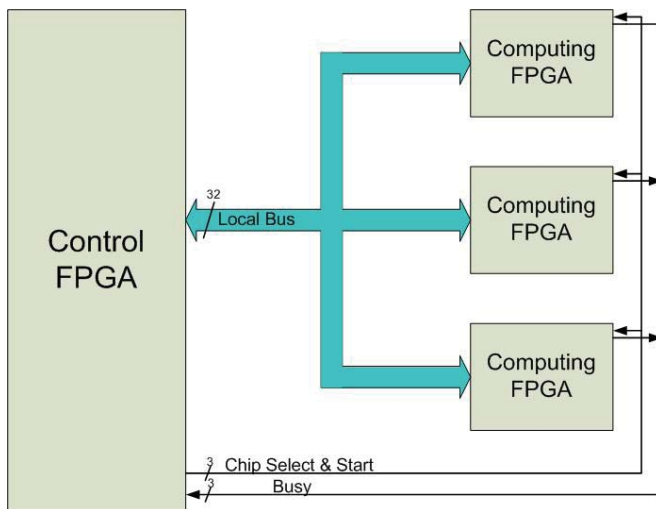 Computing
FPGA
32
Local Bus
Computing
FPGA
Control
FPGA
Computing
FPGA
3
Chip Select & Start
3
Busy